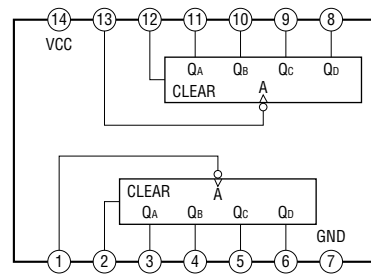 14 13 12 11 10 9 8
VCC
QA QB QC QD
CLEAR A
CLEAR A
QA QB QC QD
GND
1 2 3 4 5 6 7